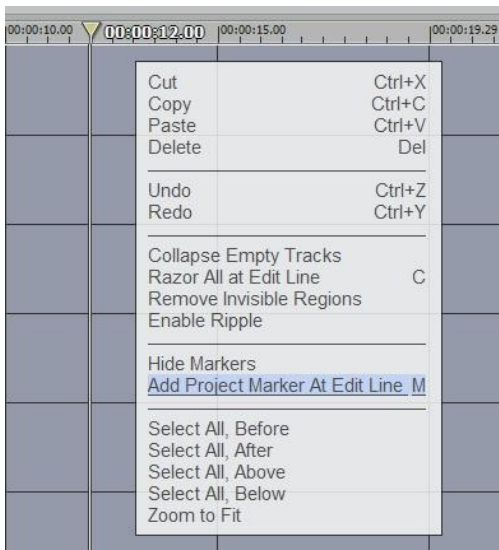 00:00:10.00 00:00:12.00 00:00:15.00 00:00:19.29
Cut Ctrl+X
Copy Ctrl+C
Paste Ctrl+V
Delete Del
Undo Ctrl+Z
Redo Ctrl+Y
Collapse Empty Tracks
Razor All at Edit Line C
Remove Invisible Regions
Enable Ripple
Hide Markers
Add Project Marker At Edit Line M
Select All, Before
Select All, After
Select All, Above
Select All, Below
Zoom to Fit